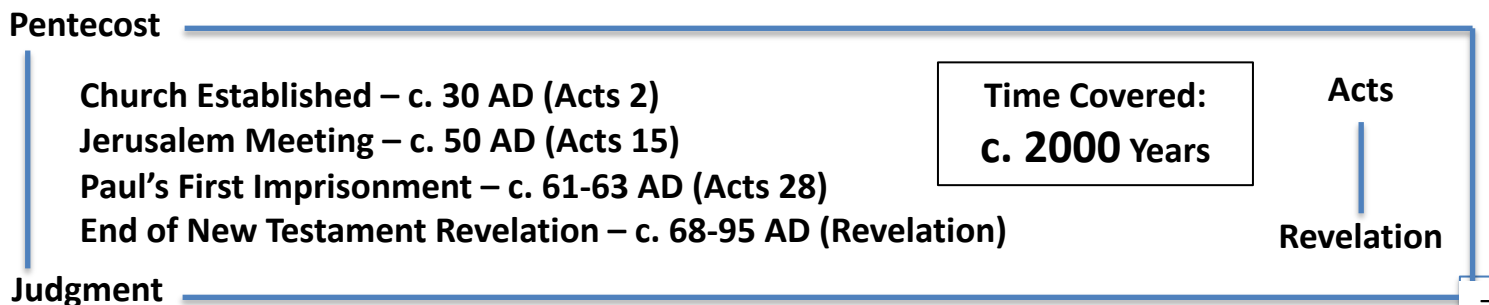 Pentecost
Church Established – c. 30 AD (Acts 2)
Jerusalem Meeting – c. 50 AD (Acts 15)
Paul’s First Imprisonment – c. 61-63 AD (Acts 28)
End of New Testament Revelation – c. 68-95 AD (Revelation)
Time Covered:
c. 2000 Years
Acts
Revelation
Judgment